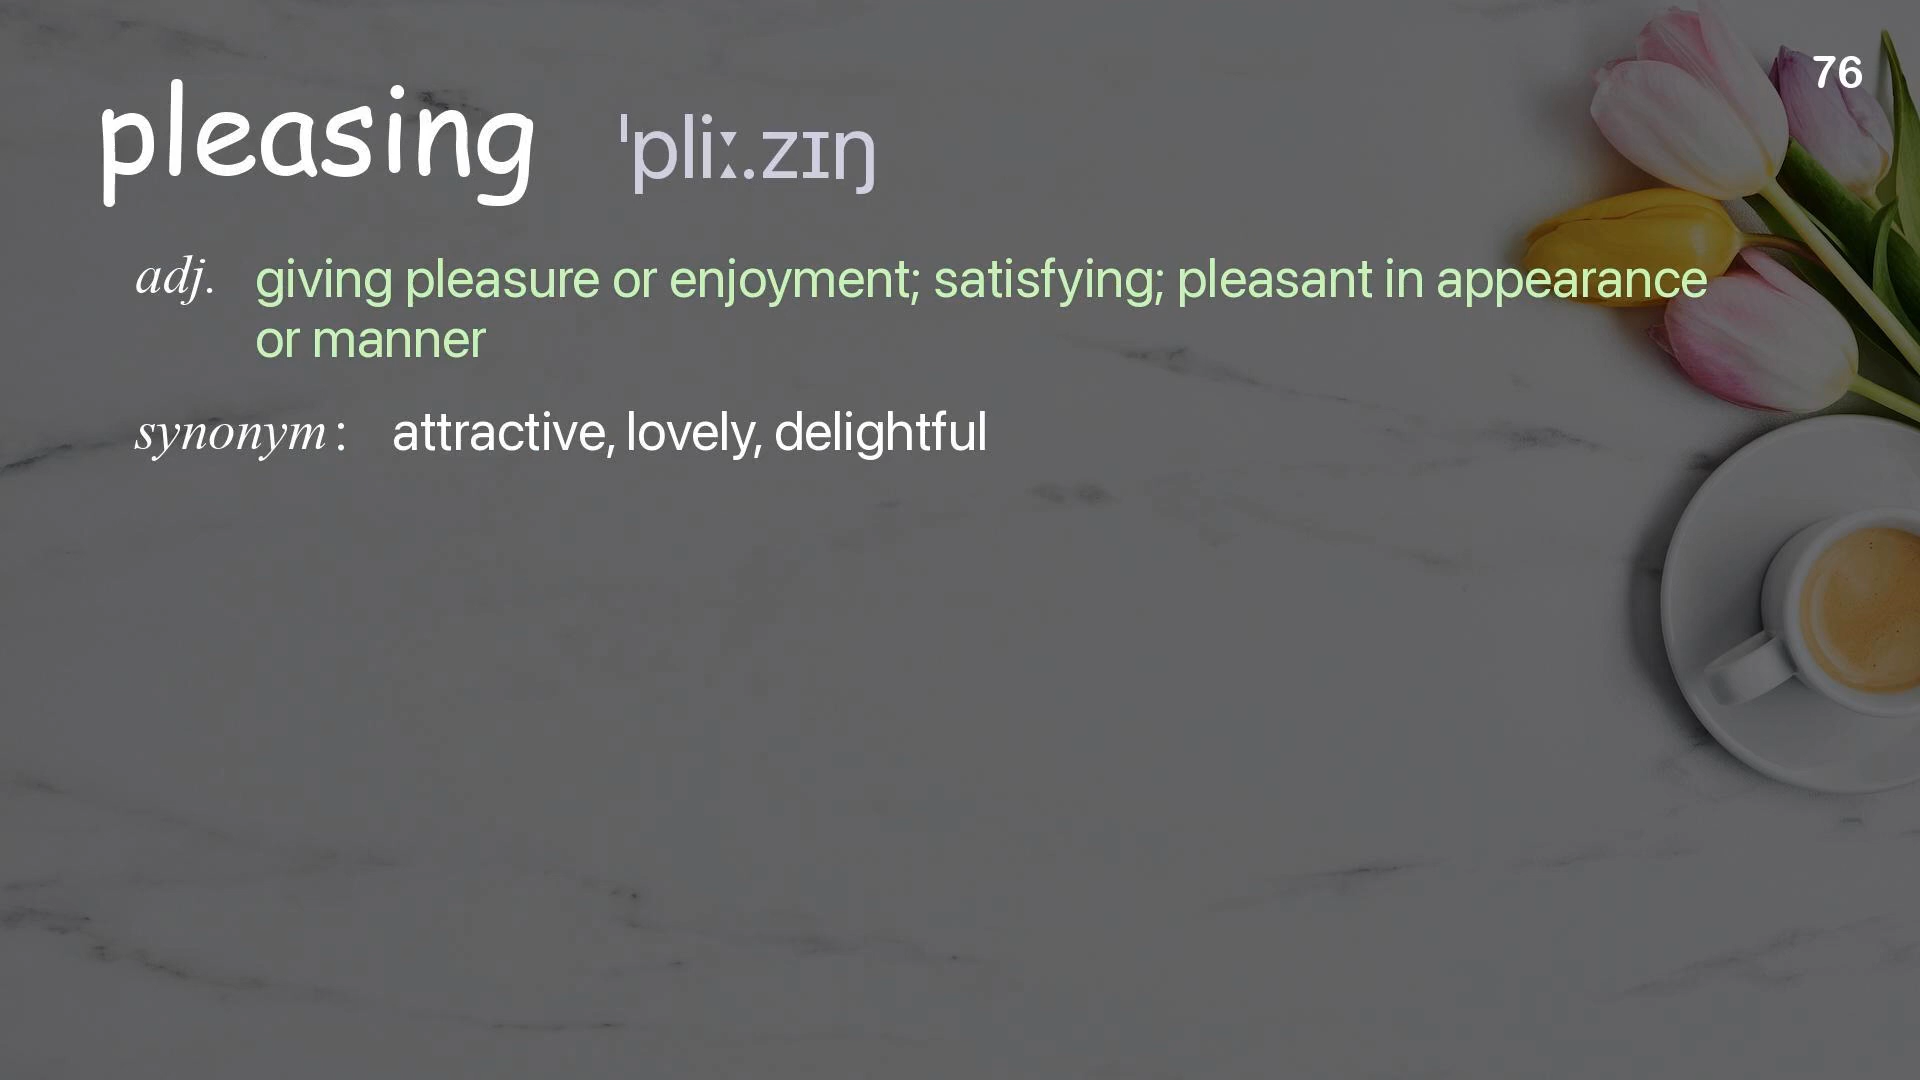 76
pleasing ˈpliː.zɪŋ
adj. giving pleasure or enjoyment; satisfying; pleasant in appearance
or manner
synonym: attractive, lovely, delightful